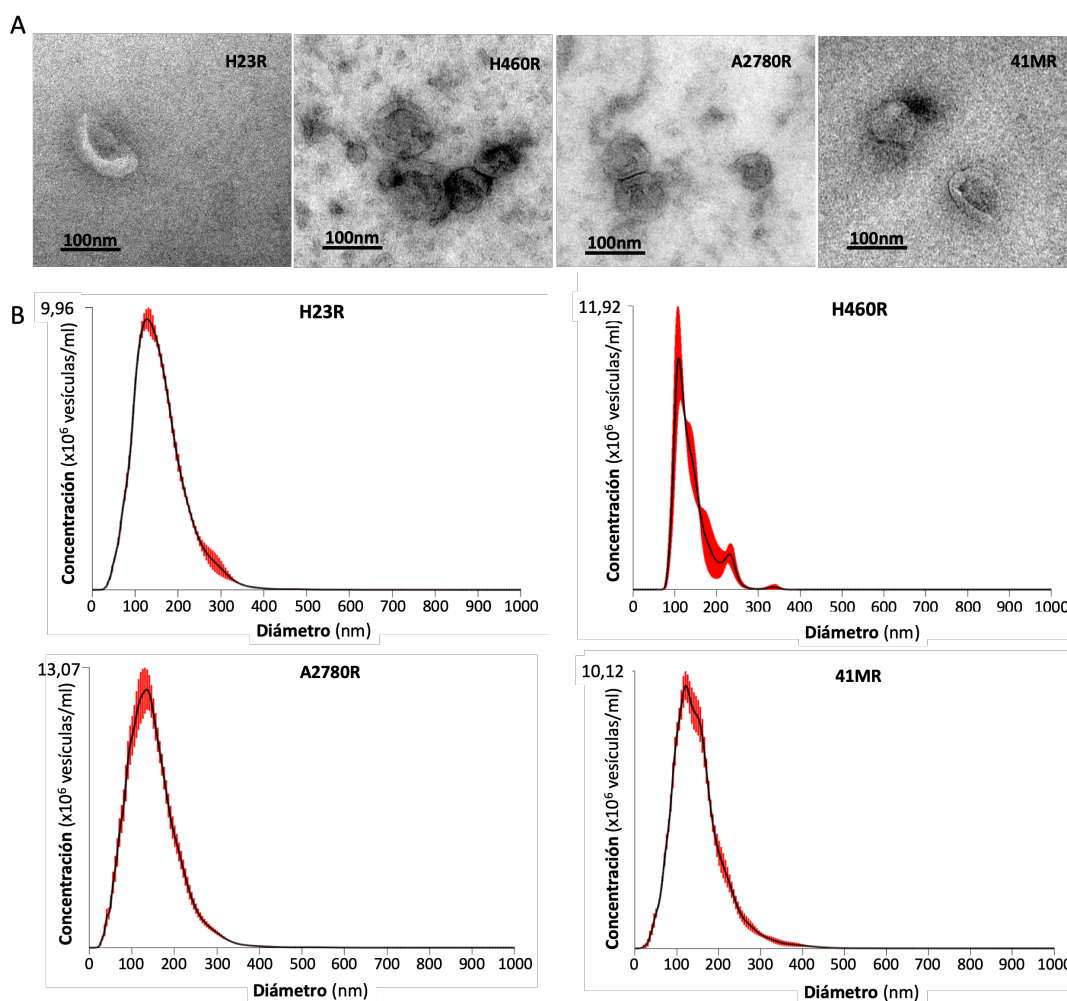 A
H23R
H460R
A2780R
41MR
100nm
100nm
100nm
100nm
B
9,96
H23R
Concentración (x10⁶ vesículas/ml)
0 100 200 300 400 500 600 700 800 900 1000
Diámetro (nm)
11,92
H460R
Concentración (x10⁶ vesículas/ml)
0 100 200 300 400 500 600 700 800 900 1000
Diámetro (nm)
13,07
A2780R
Concentración (x10⁶ vesículas/ml)
0 100 200 300 400 500 600 700 800 900 1000
Diámetro (nm)
10,12
41MR
Concentración (x10⁶ vesículas/ml)
0 100 200 300 400 500 600 700 800 900 1000
Diámetro (nm)